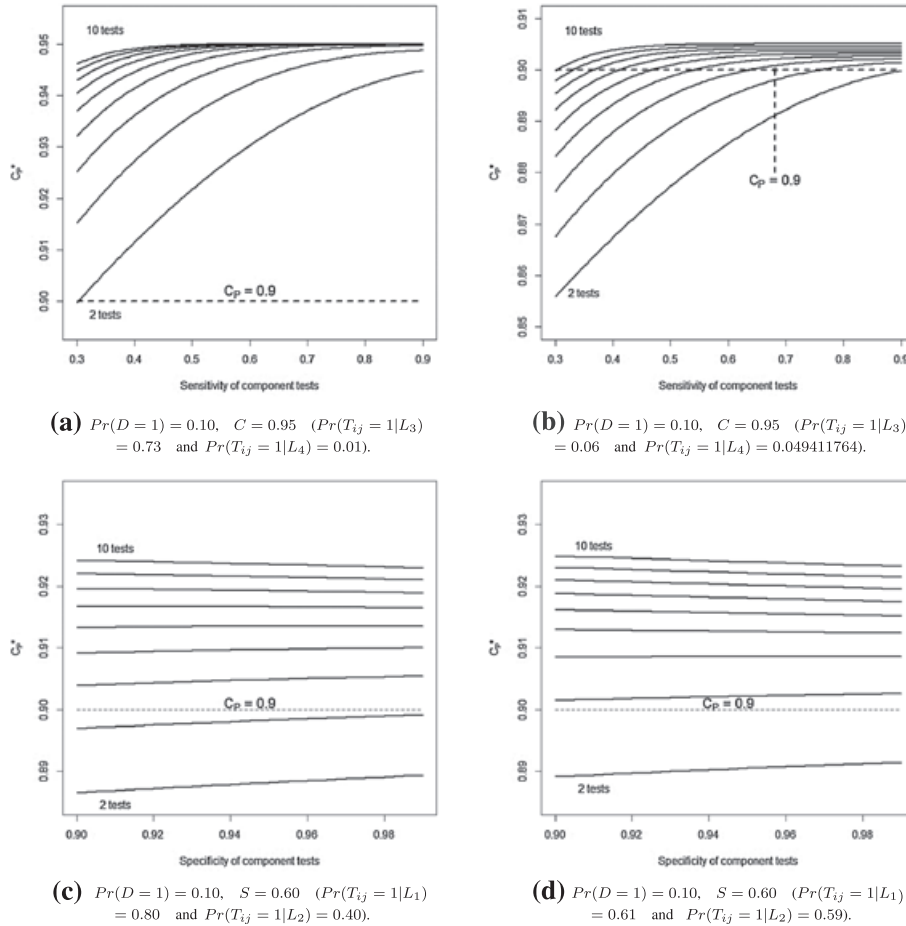 10 tests
C_P = 0.9
2 tests
C_P*
0.90 0.91 0.92 0.93 0.94 0.95
0.3 0.4 0.5 0.6 0.7 0.8 0.9
Sensitivity of component tests
(a) Pr(D = 1) = 0.10, C = 0.95 (Pr(T_ij = 1|L_3)
= 0.73 and Pr(T_ij = 1|L_4) = 0.01).
10 tests
C_P = 0.9
2 tests
C_P*
0.85 0.86 0.87 0.88 0.89 0.90 0.91
0.3 0.4 0.5 0.6 0.7 0.8 0.9
Sensitivity of component tests
(b) Pr(D = 1) = 0.10, C = 0.95 (Pr(T_ij = 1|L_3)
= 0.06 and Pr(T_ij = 1|L_4) = 0.049411764).
10 tests
C_P = 0.9
2 tests
C_P*
0.89 0.90 0.91 0.92 0.93
0.90 0.92 0.94 0.96 0.98
Specificity of component tests
(c) Pr(D = 1) = 0.10, S = 0.60 (Pr(T_ij = 1|L_1)
= 0.80 and Pr(T_ij = 1|L_2) = 0.40).
10 tests
C_P = 0.9
2 tests
C_P*
0.89 0.90 0.91 0.92 0.93
0.90 0.92 0.94 0.96 0.98
Specificity of component tests
(d) Pr(D = 1) = 0.10, S = 0.60 (Pr(T_ij = 1|L_1)
= 0.61 and Pr(T_ij = 1|L_2) = 0.59).